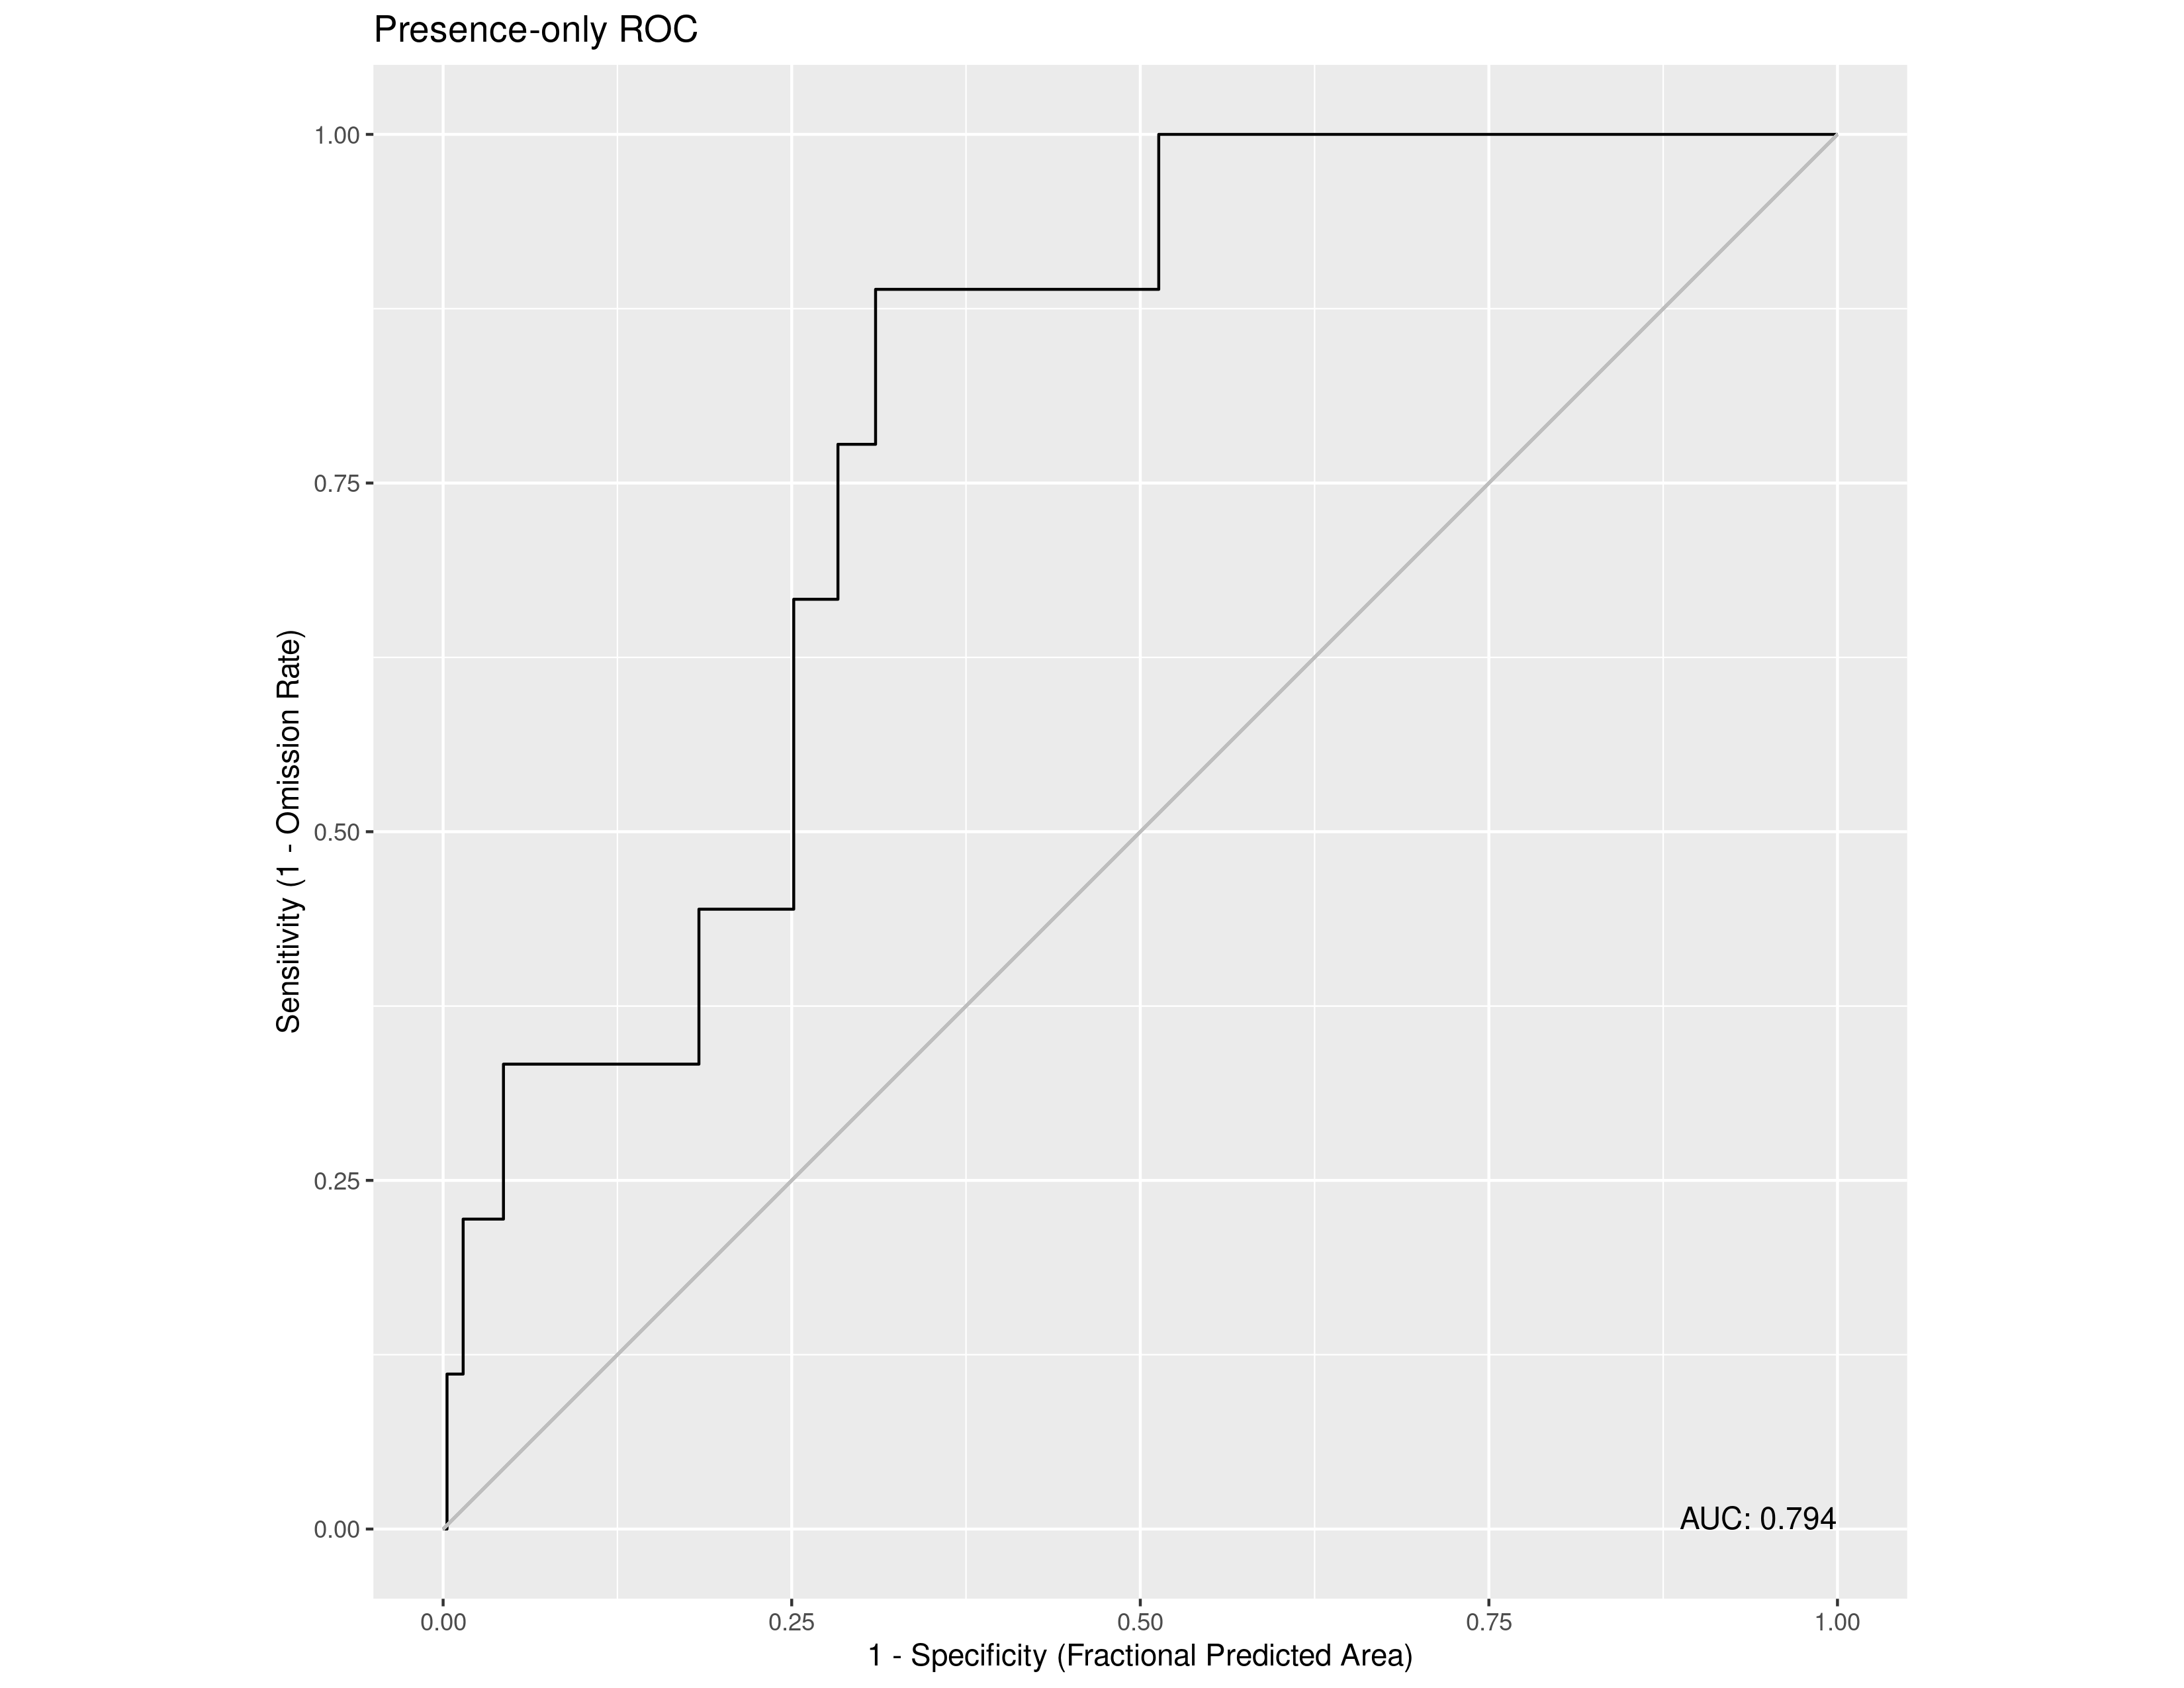 Presence-only ROC
Sensitivity (1 - Omission Rate)
1.00
0.75
0.50
0.25
0.00
AUC: 0.794
0.00 0.25 0.50 0.75 1.00
1 - Specificity (Fractional Predicted Area)